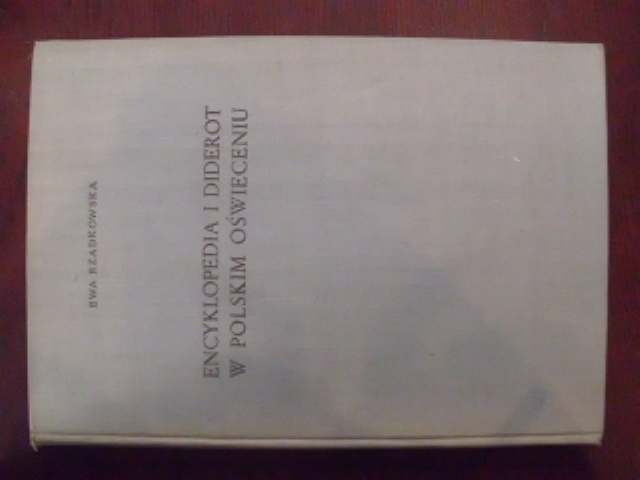 EWA RZADKOWSKA
ENCYKLOPEDIA I DIDEROT
W POLSKIM OŚWIECENIU